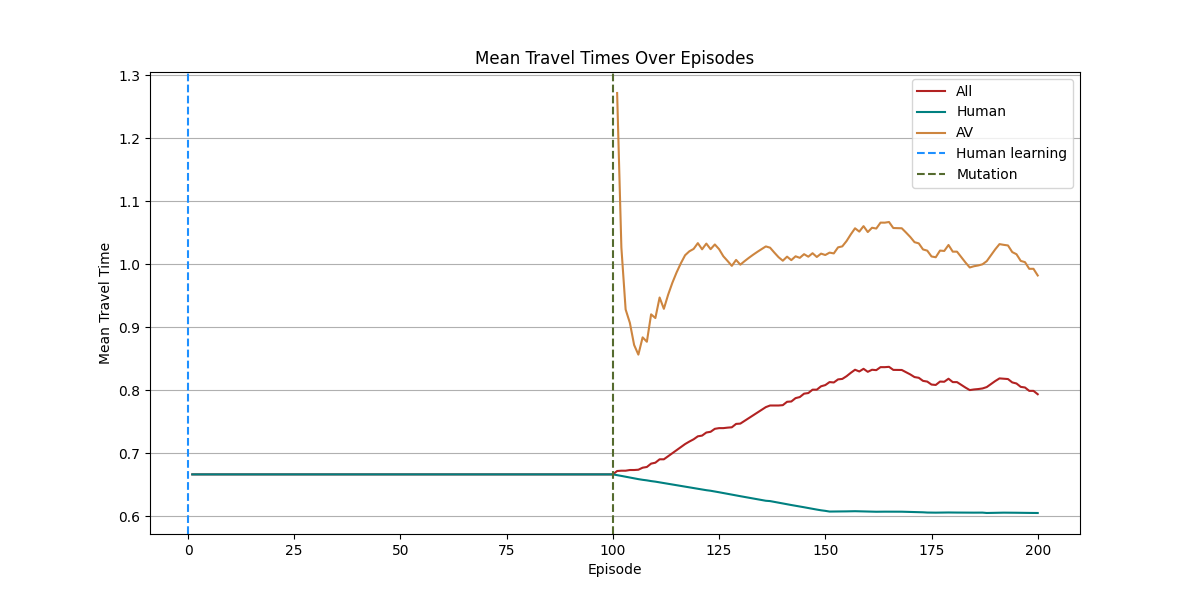 Mean Travel Times Over Episodes
1.3
1.2
1.1
1.0
0.9
0.8
0.7
0.6
Mean Travel Time
All
Human
AV
Human learning
Mutation
0 25 50 75 100 125 150 175 200
Episode